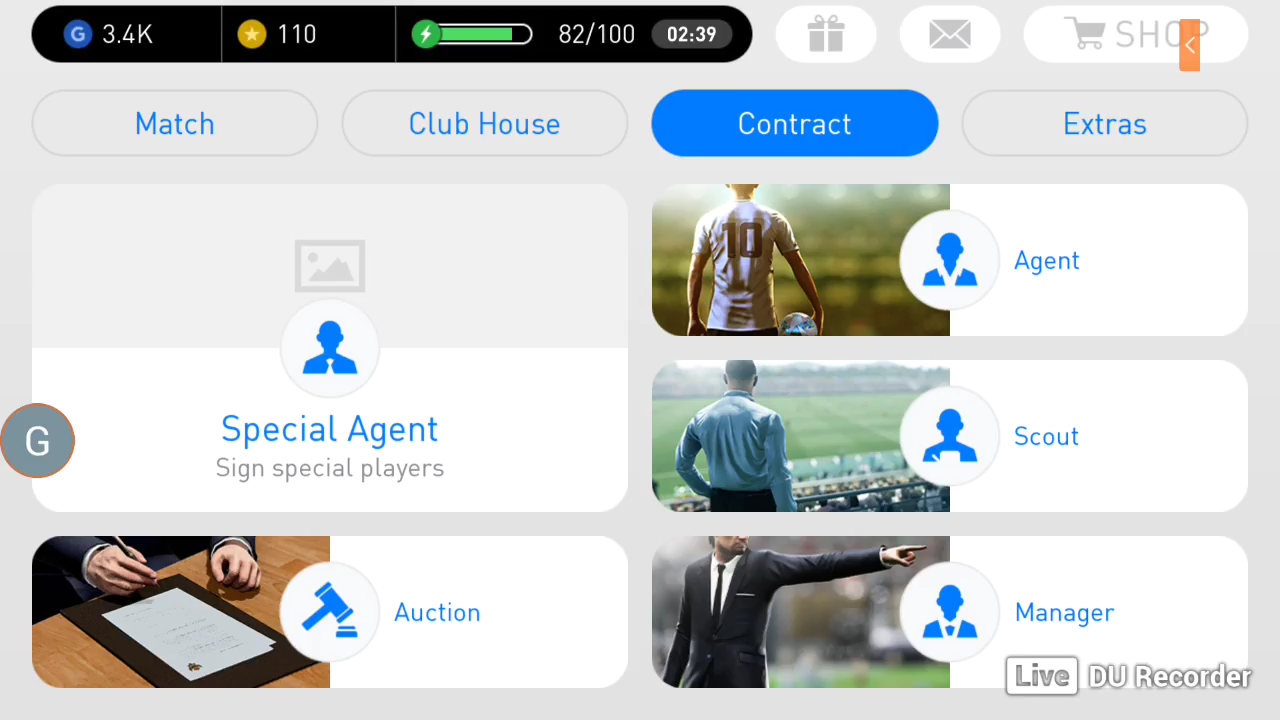 G 3.4K 110 82/100 02:39 SHOP
Match Club House Contract Extras
10
Agent
G
Special Agent
Sign special players
Scout
Auction
Manager
Live DU Recorder